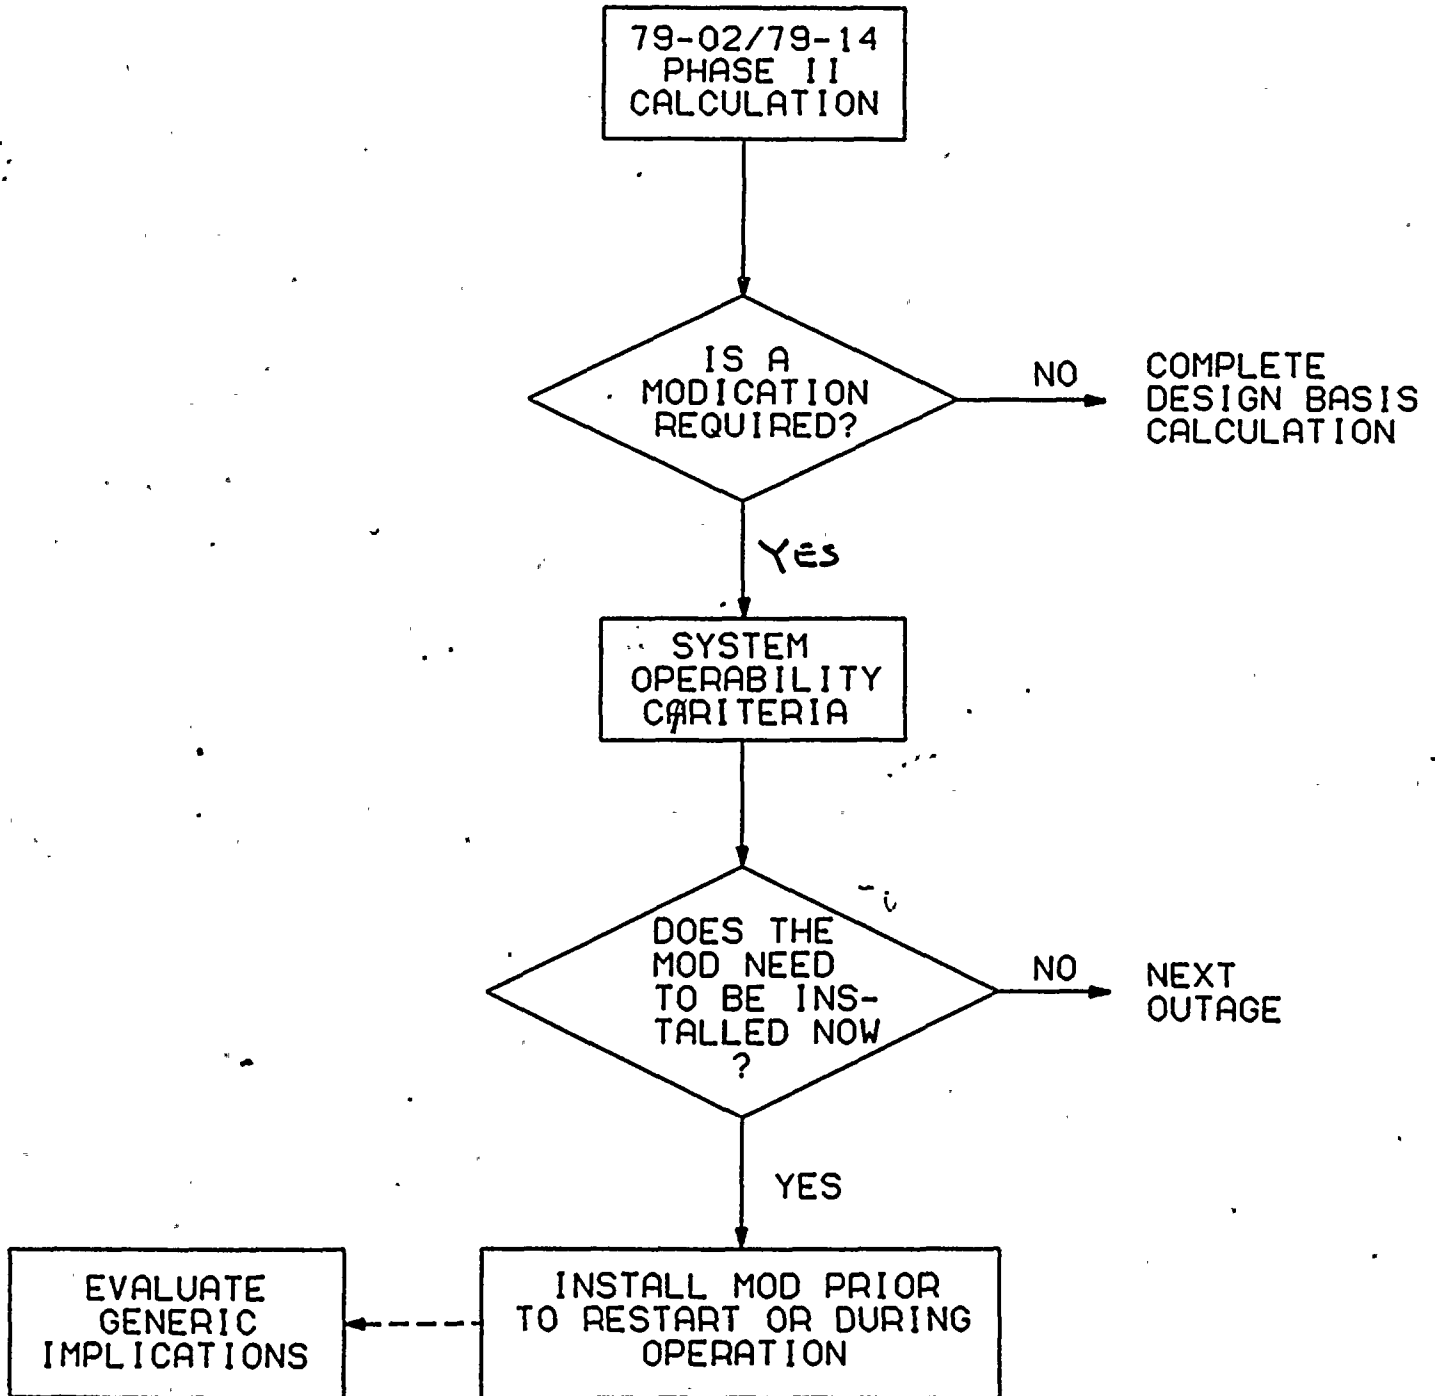 79-02/79-14
PHASE II
CALCULATION
IS A
MODICATION
REQUIRED?
NO
COMPLETE
DESIGN BASIS
CALCULATION
YES
SYSTEM
OPERABILITY
CARITERIA
DOES THE
MOD NEED
TO BE INS-
TALLED NOW
?
NO
NEXT
OUTAGE
YES
INSTALL MOD PRIOR
TO RESTART OR DURING
OPERATION
EVALUATE
GENERIC
IMPLICATIONS